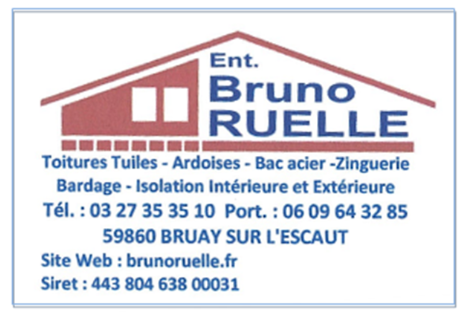 Ent.
Bruno
RUELLE
Toitures Tuiles - Ardoises - Bac acier -Zinguerie
Bardage - Isolation Intérieure et Extérieure
Tél. : 03 27 35 35 10 Port. : 06 09 64 32 85
59860 BRUAY SUR L'ESCAUT
Site Web : brunoruelle.fr
Siret : 443 804 638 00031